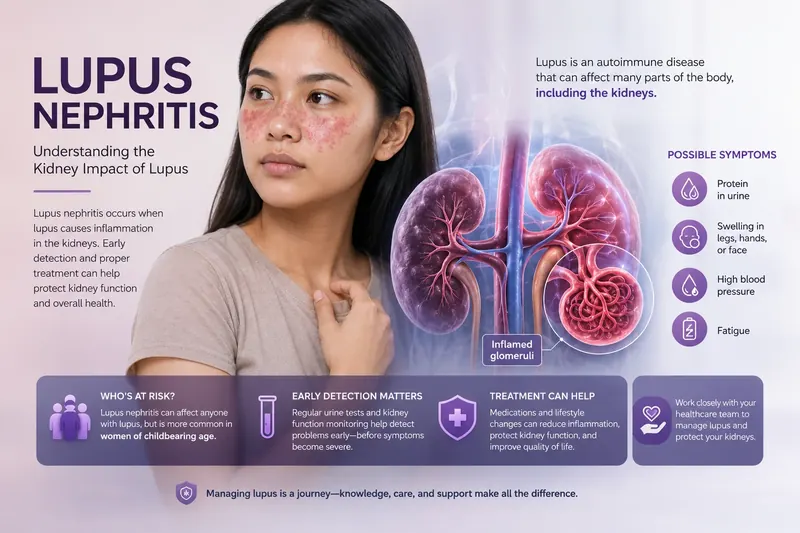 LUPUS
NEPHRITIS
Understanding the
Kidney Impact of Lupus
Lupus nephritis occurs when
lupus causes inflammation
in the kidneys. Early
detection and proper
treatment can help
protect kidney function
and overall health.
Lupus is an autoimmune disease
that can affect many parts of the body,
including the kidneys.
POSSIBLE SYMPTOMS
Protein
in urine
Swelling in
legs, hands,
or face
High blood
pressure
Fatigue
Inflamed
glomeruli
WHO'S AT RISK?
Lupus nephritis can affect anyone
with lupus, but is more common in
women of childbearing age.
EARLY DETECTION MATTERS
Regular urine tests and kidney
function monitoring help detect
problems early—before symptoms
become severe.
TREATMENT CAN HELP
Medications and lifestyle
changes can reduce inflammation,
protect kidney function, and
improve quality of life.
Work closely with your
healthcare team to
manage lupus and
protect your kidneys.
Managing lupus is a journey—knowledge, care, and support make all the difference.